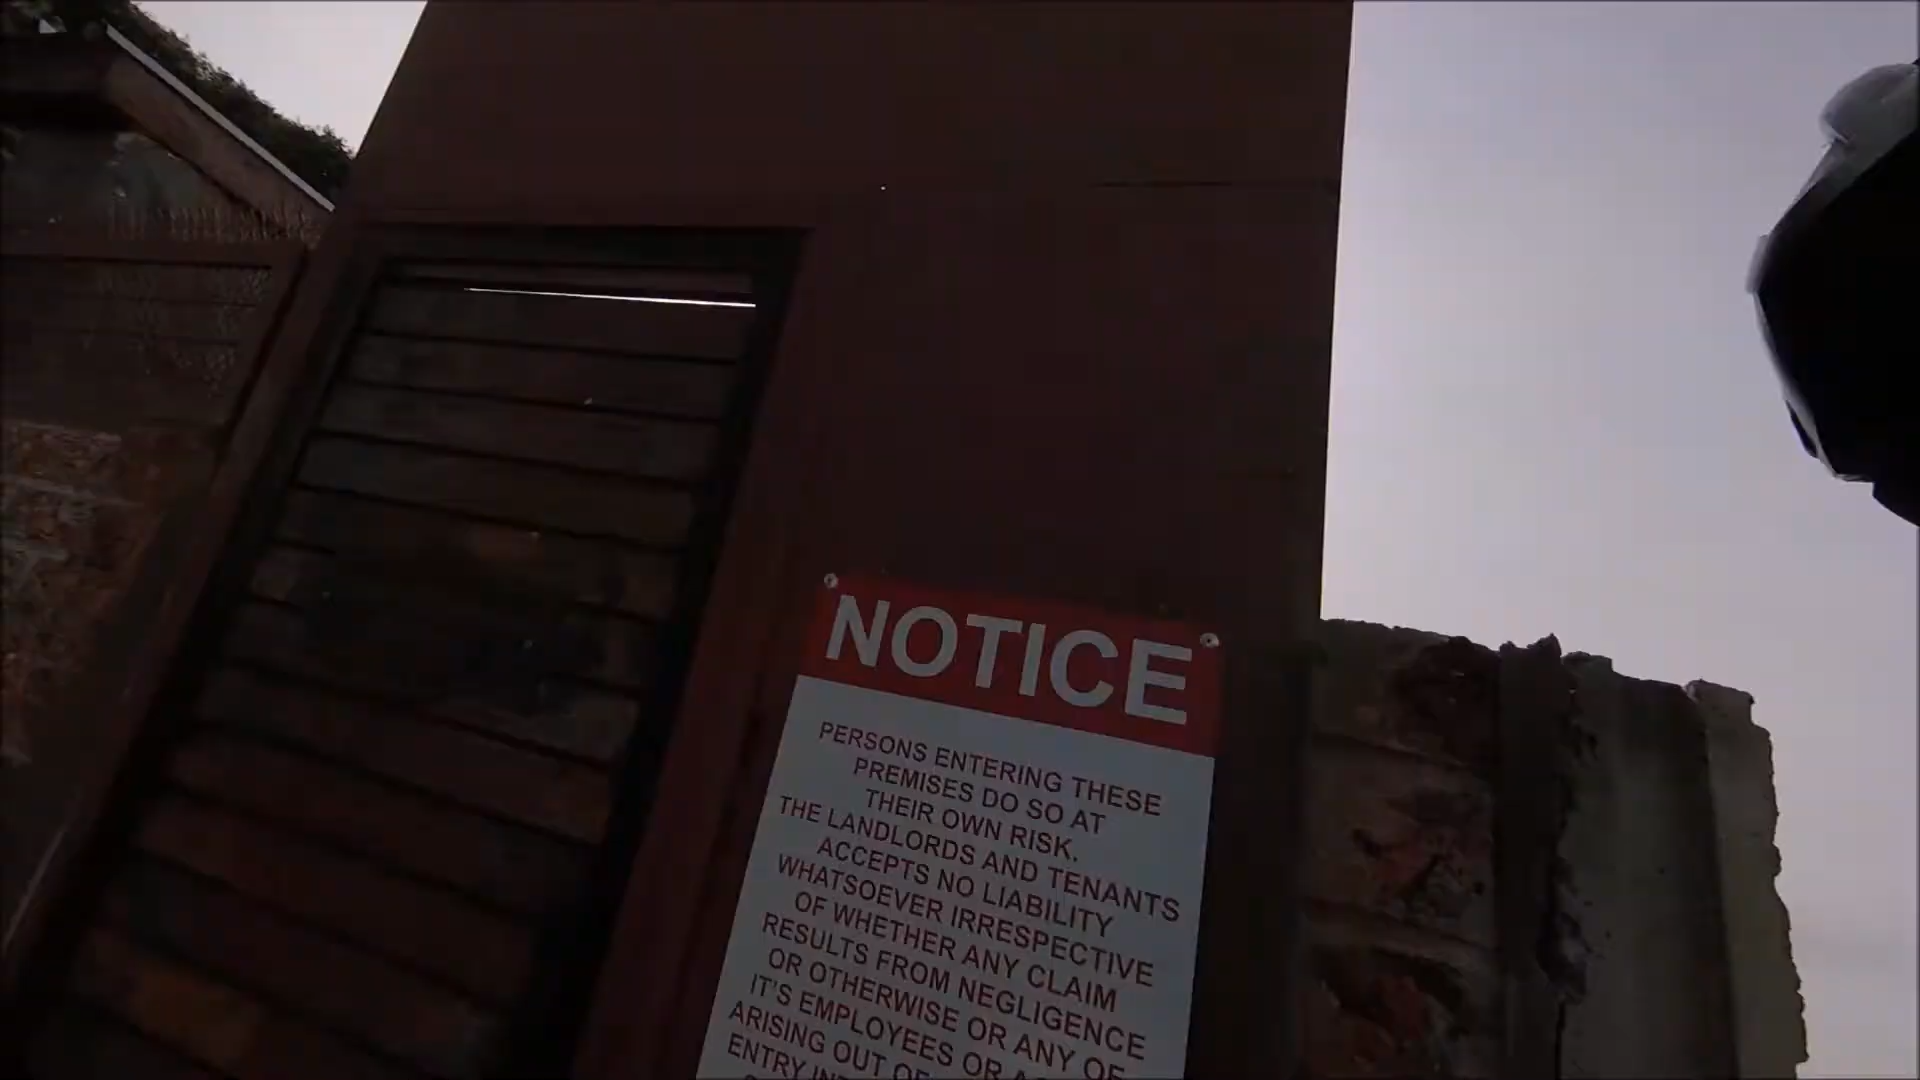 NOTICE
PERSONS ENTERING THESE
PREMISES DO SO AT
THEIR OWN RISK.
THE LANDLORDS AND TENANTS
ACCEPTS NO LIABILITY
WHATSOEVER IRRESPECTIVE
OF WHETHER ANY CLAIM
RESULTS FROM NEGLIGENCE
OR OTHERWISE OR ANY OF
IT'S EMPLOYEES OR
ARISING OUT OF
ENTRY